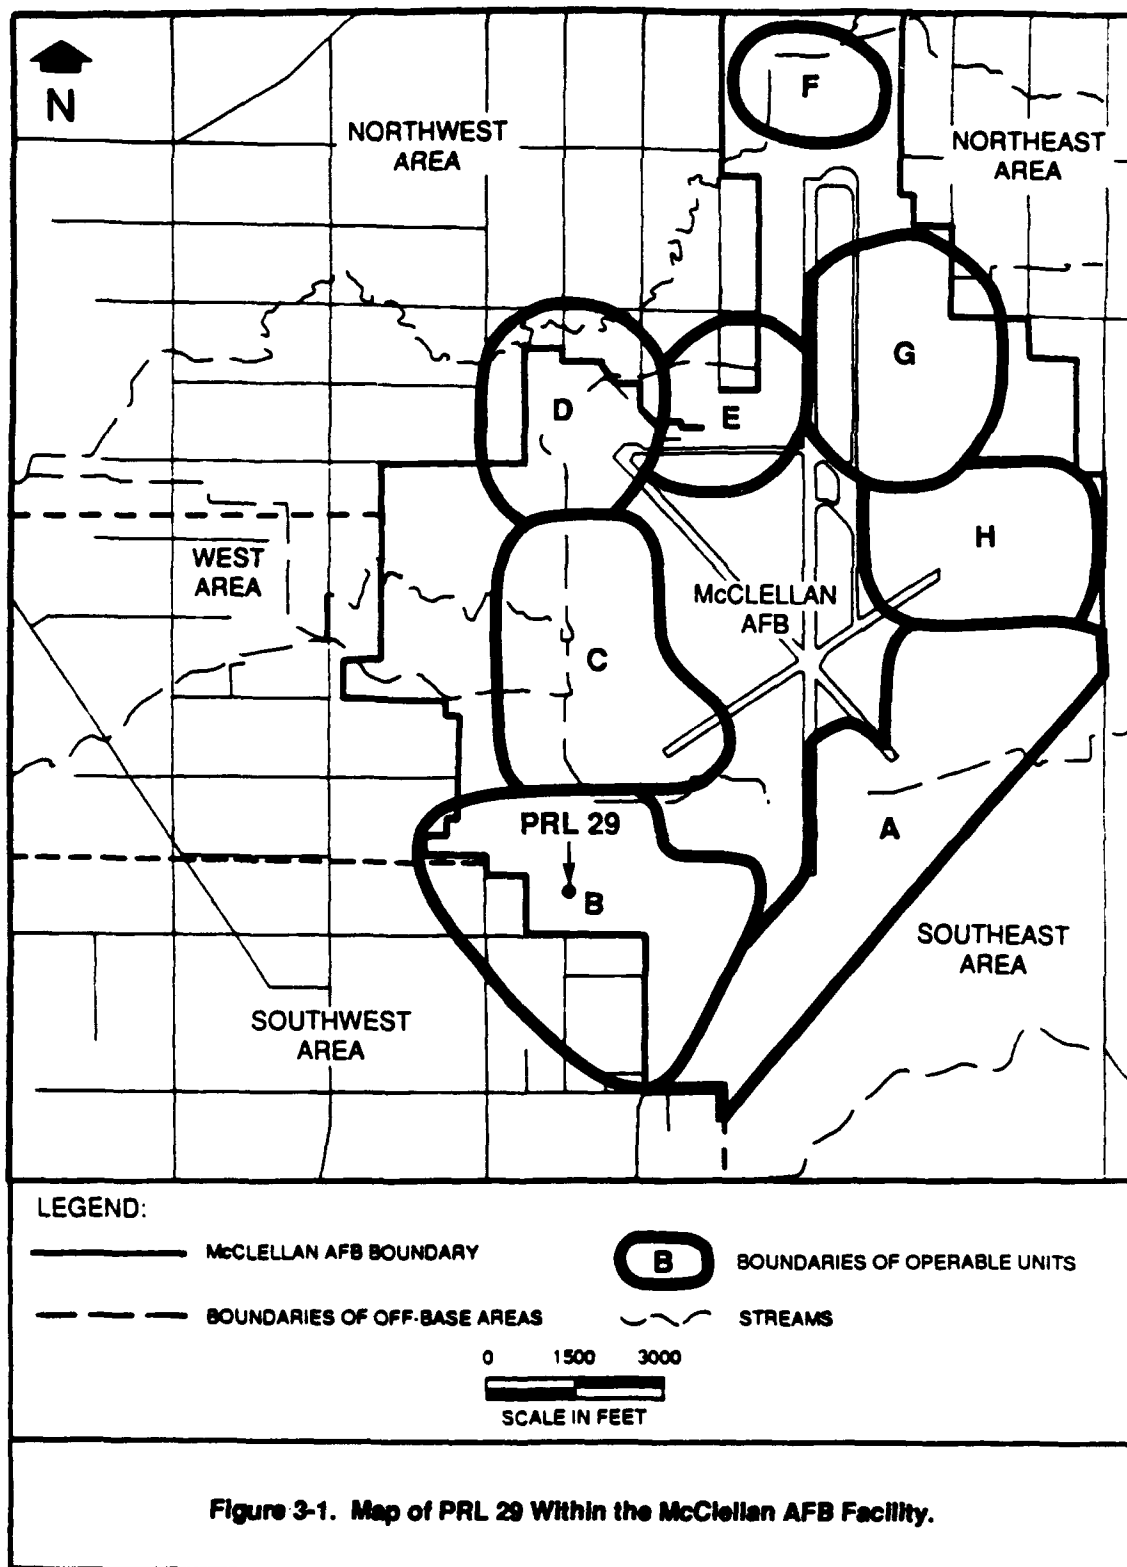 N
F
NORTHWEST
AREA
NORTHEAST
AREA
G
D
E
H
WEST
AREA
McCLELLAN
AFB
C
PRL 29
A
B
SOUTHEAST
AREA
SOUTHWEST
AREA
LEGEND:
McCLELLAN AFB BOUNDARY
B
BOUNDARIES OF OPERABLE UNITS
BOUNDARIES OF OFF-BASE AREAS
STREAMS
0 1500 3000
SCALE IN FEET
Figure 3-1. Map of PRL 29 Within the McClellan AFB Facility.